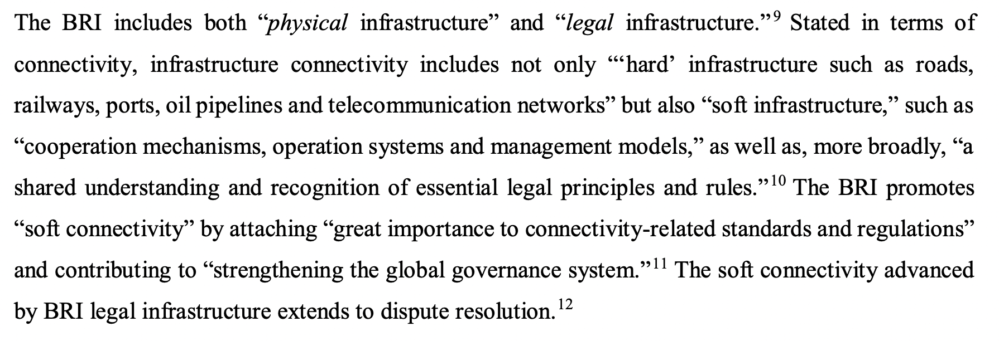 The BRI includes both “physical infrastructure” and “legal infrastructure.”9 Stated in terms of
connectivity, infrastructure connectivity includes not only “‘hard’ infrastructure such as roads,
railways, ports, oil pipelines and telecommunication networks” but also “soft infrastructure,” such as
“cooperation mechanisms, operation systems and management models,” as well as, more broadly, “a
shared understanding and recognition of essential legal principles and rules.”10 The BRI promotes
“soft connectivity” by attaching “great importance to connectivity-related standards and regulations”
and contributing to “strengthening the global governance system.”11 The soft connectivity advanced
by BRI legal infrastructure extends to dispute resolution.12